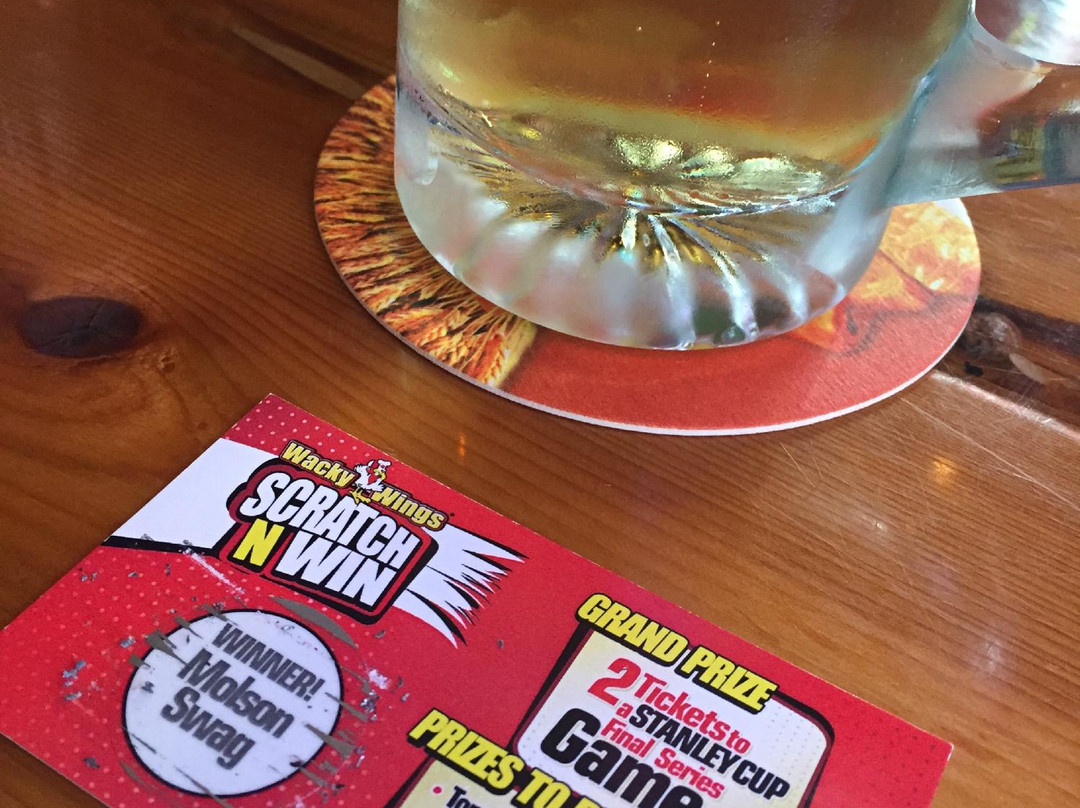 Wacky Wings
SCRATCH
N WIN
WINNER!
Molson
Swag
GRAND PRIZE
2 Tickets to
a STANLEY CUP
Final Series
Game
PRIZES TO